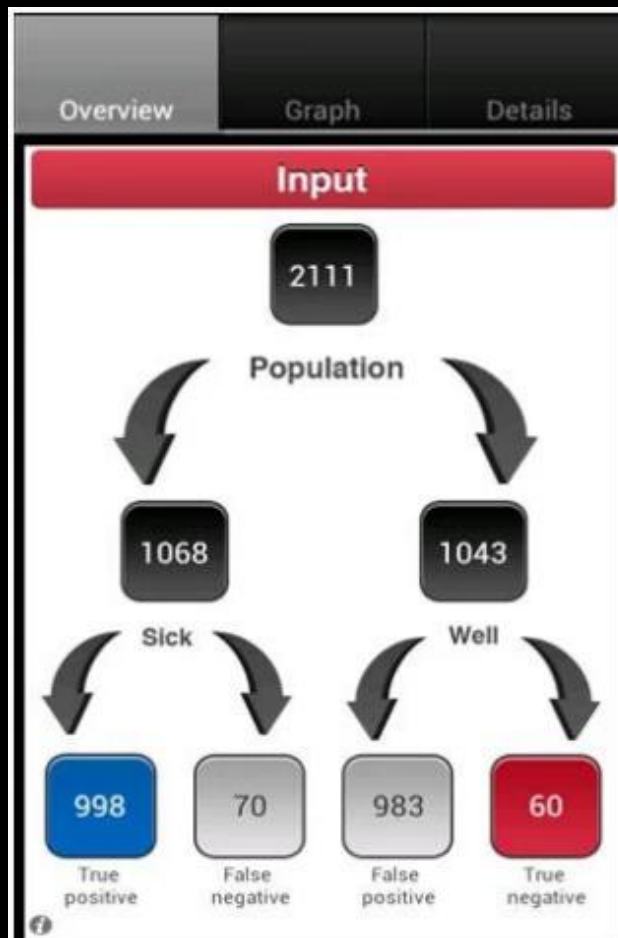 Overview Graph Details
Input
2111
Population
1068 1043
Sick Well
998 70 983 60
True False False True
positive negative positive negative
i